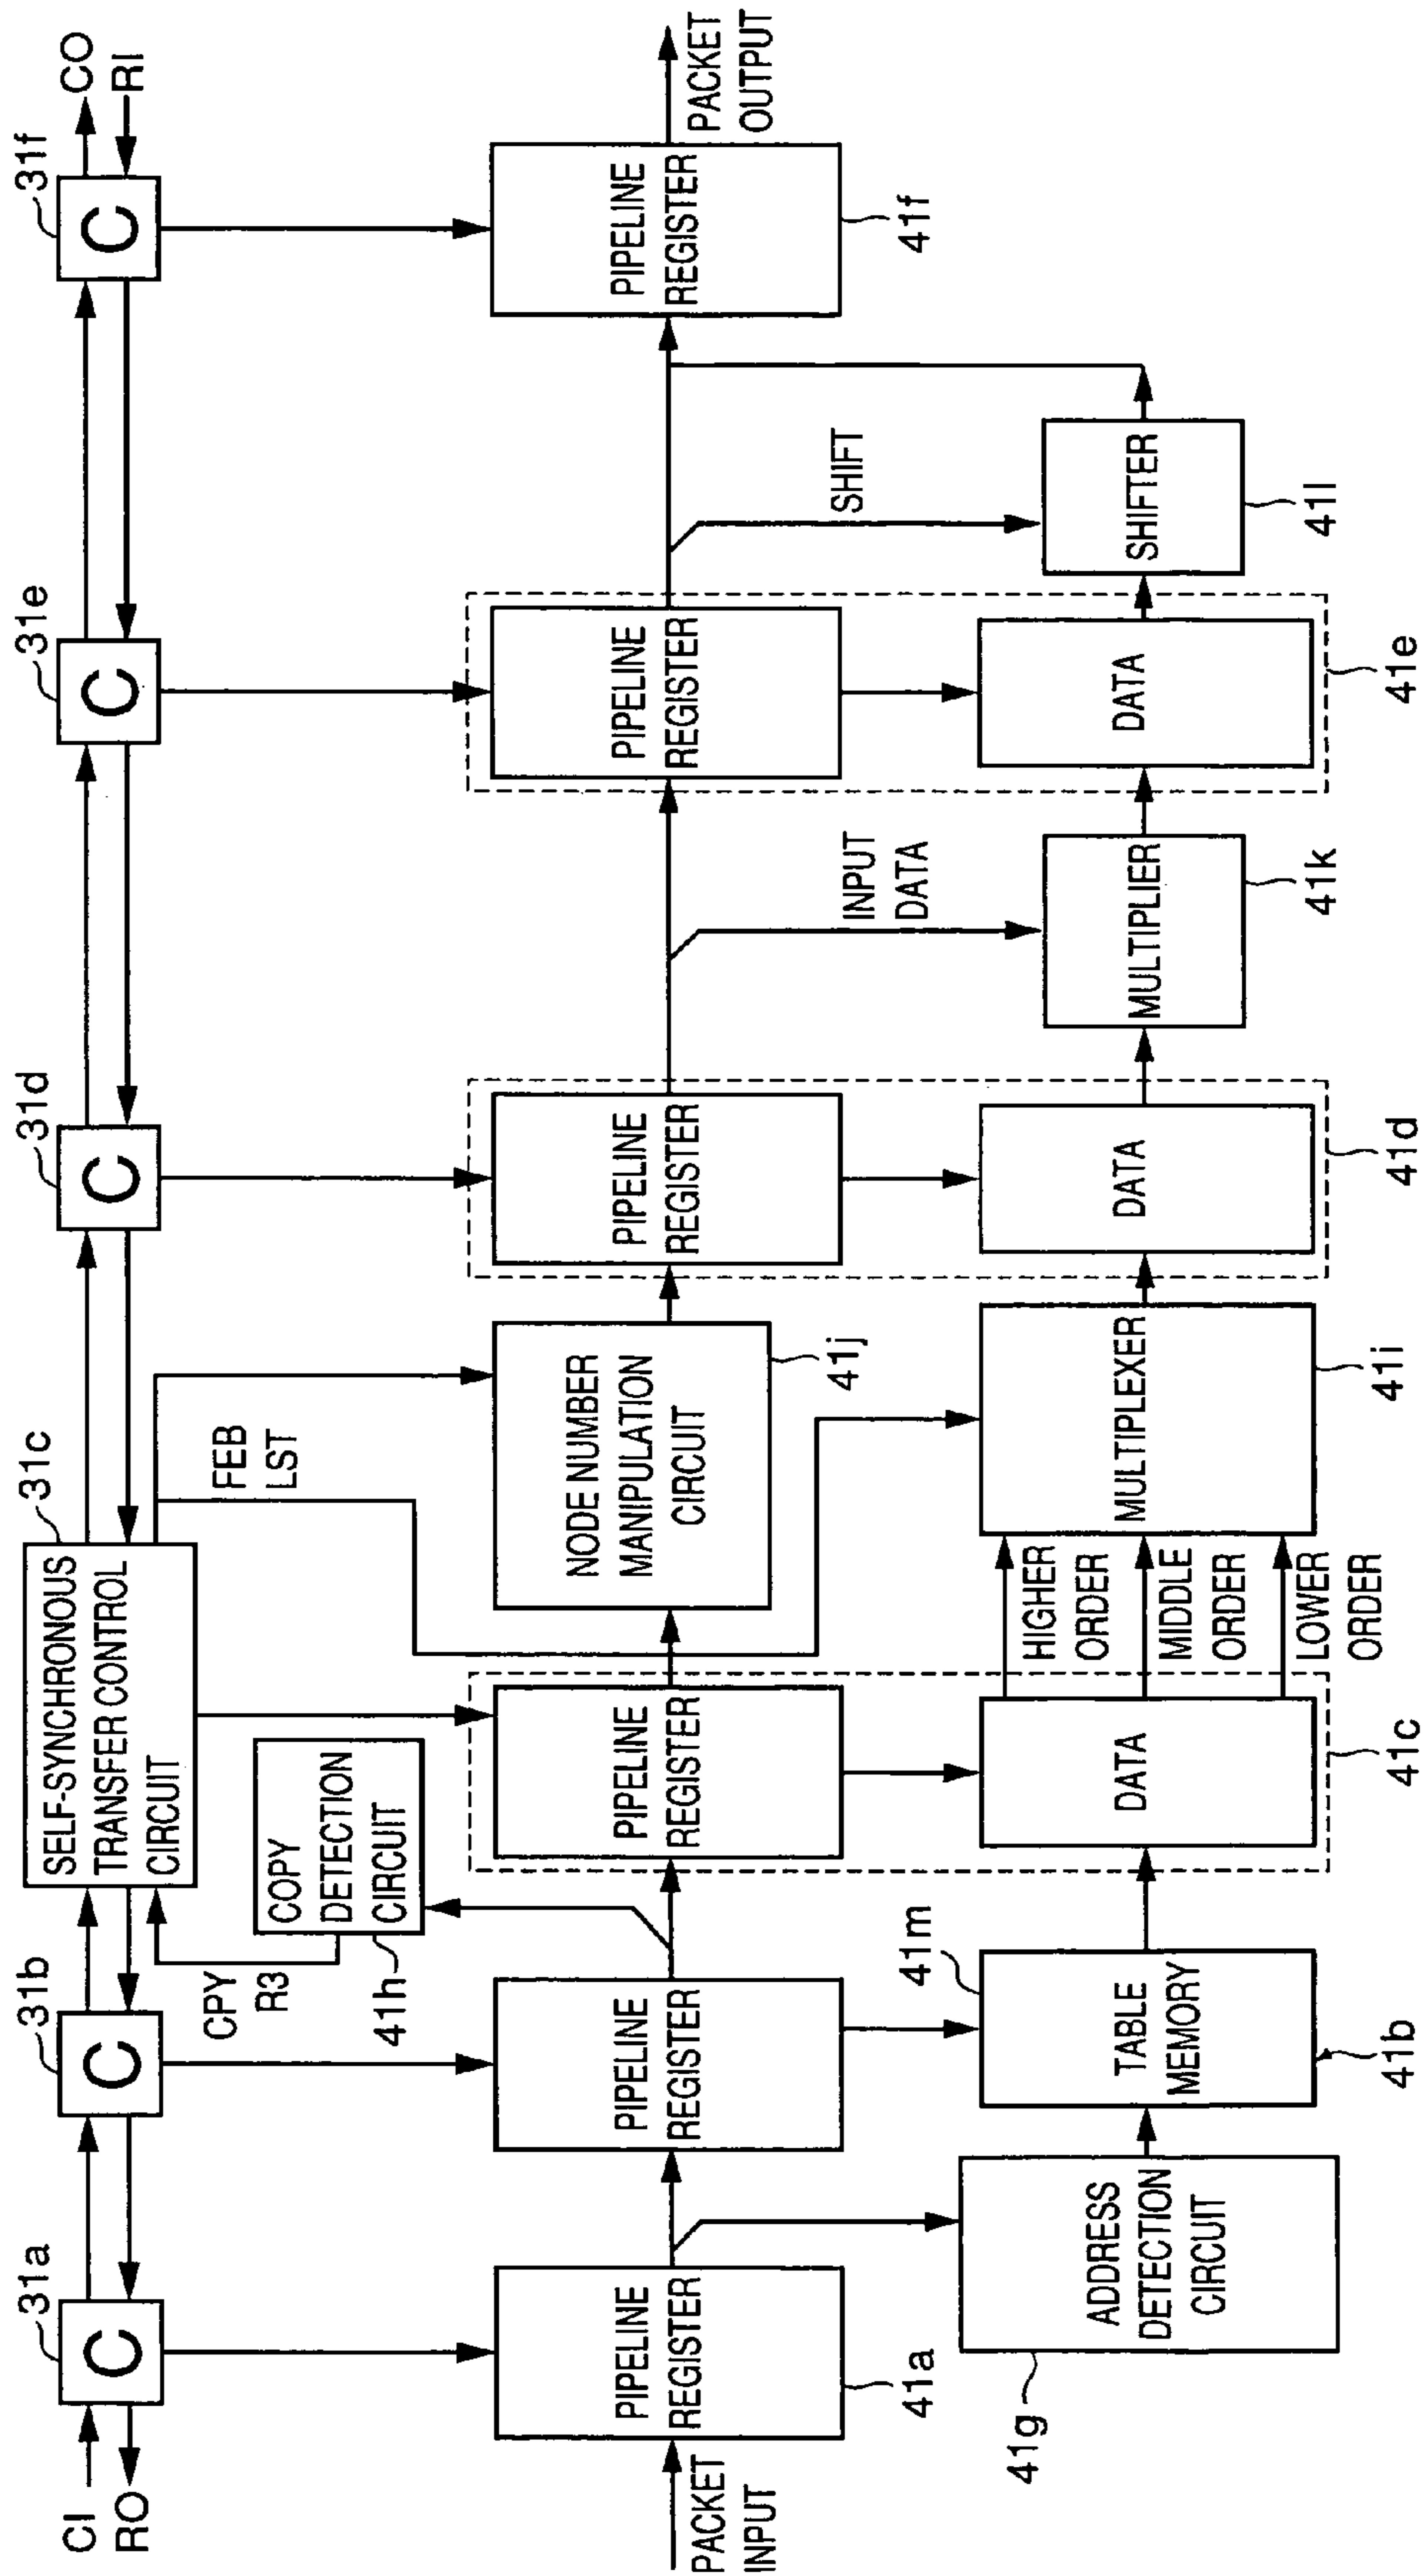 CI
RO
31a
C
31b
C
31c
SELF-SYNCHRONOUS
TRANSFER CONTROL
CIRCUIT
31d
C
31e
C
31f
C
CO
RI
CPY
R3
COPY
DETECTION
CIRCUIT
41h
FEB
LST
PACKET
INPUT
PIPELINE
REGISTER
41a
PIPELINE
REGISTER
PIPELINE
REGISTER
NODE NUMBER
MANIPULATION
CIRCUIT
41j
PIPELINE
REGISTER
INPUT
DATA
PIPELINE
REGISTER
SHIFT
PIPELINE
REGISTER
41f
PACKET
OUTPUT
41g
ADDRESS
DETECTION
CIRCUIT
41m
TABLE
MEMORY
41b
DATA
41c
HIGHER
ORDER
MIDDLE
ORDER
LOWER
ORDER
MULTIPLEXER
41i
DATA
41d
MULTIPLIER
41k
DATA
41e
SHIFTER
41l